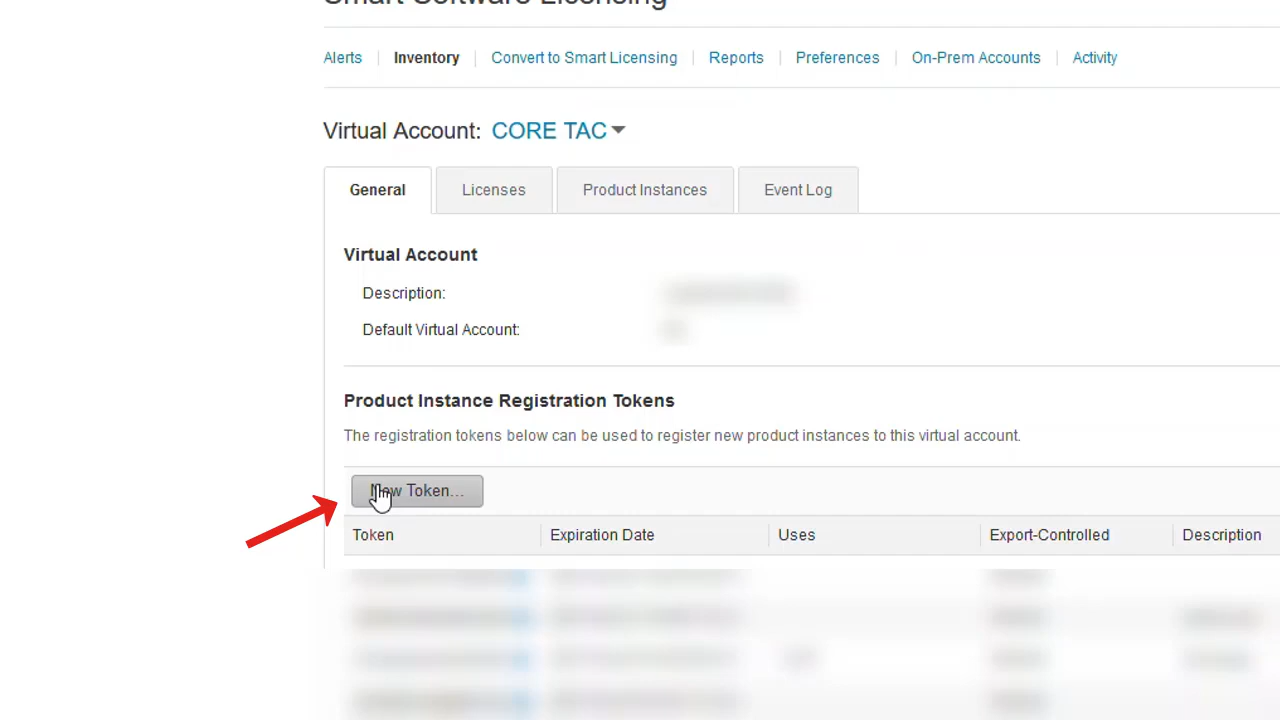 Smart Software Licensing
Alerts Inventory Convert to Smart Licensing Reports Preferences On-Prem Accounts Activity
Virtual Account: CORE TAC
General Licenses Product Instances Event Log
Virtual Account
Description:
Default Virtual Account:
Product Instance Registration Tokens
The registration tokens below can be used to register new product instances to this virtual account.
New Token...
Token Expiration Date Uses Export-Controlled Description